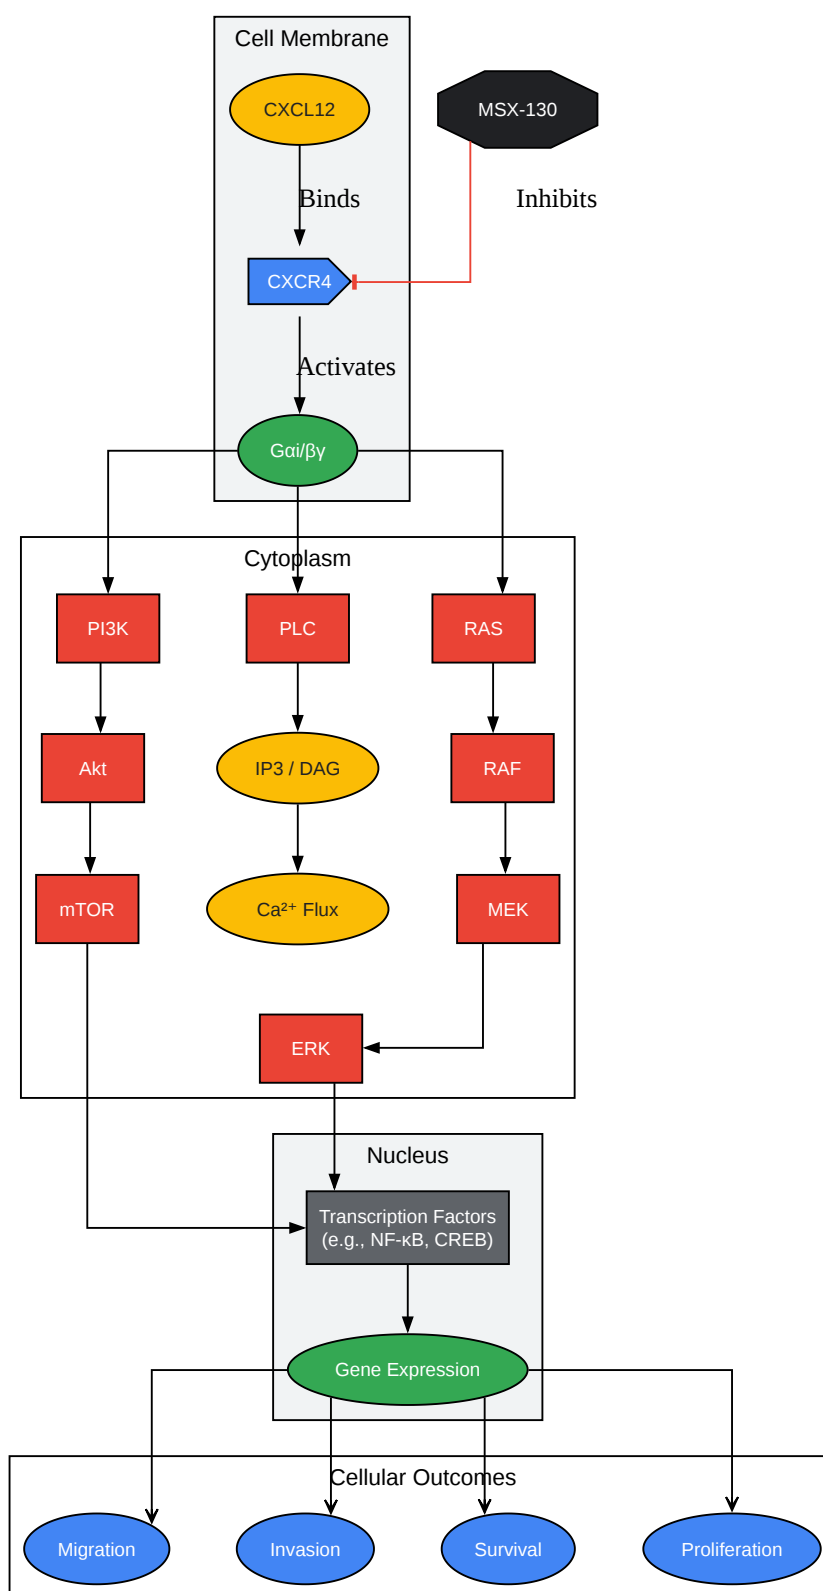 Cell Membrane
CXCL12
MSX-130
Binds
Inhibits
CXCR4
Activates
Gαi/βγ
Cytoplasm
PI3K
PLC
RAS
Akt
IP3 / DAG
RAF
mTOR
Ca²⁺ Flux
MEK
ERK
Nucleus
Transcription Factors
(e.g., NF-κB, CREB)
Gene Expression
Cellular Outcomes
Migration
Invasion
Survival
Proliferation